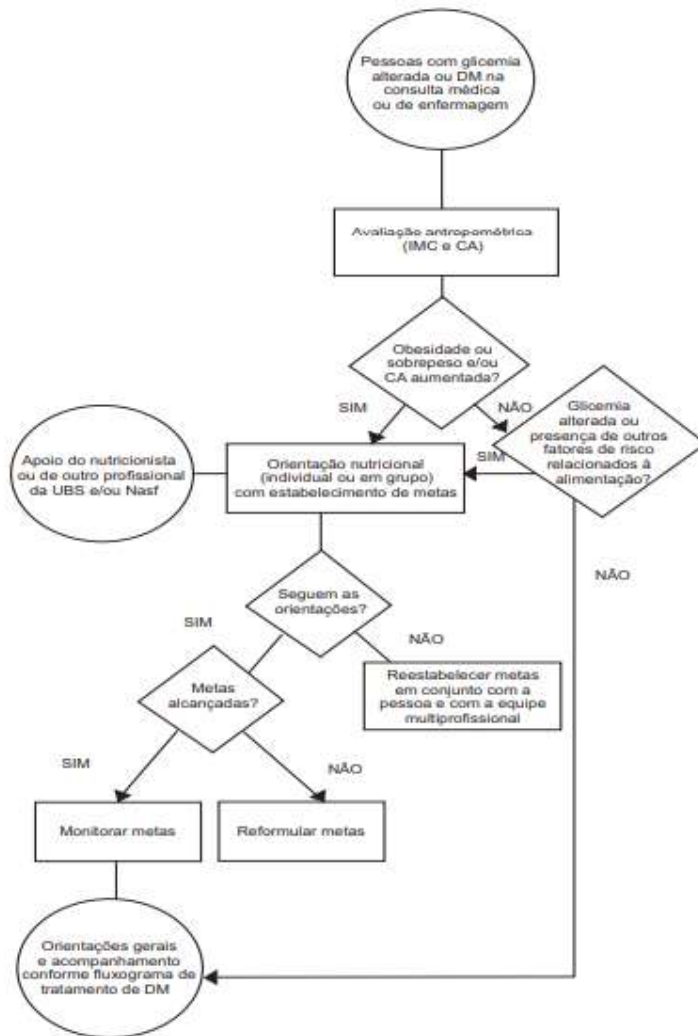 Pessoas com glicemia
alterada ou DM na
consulta médica
ou de enfermagem
Avaliação antropométrica
(IMC e CA)
Obesidade ou
sobrepeso e/ou
CA aumentada?
SIM
NÃO
Glicemia
alterada ou
presença de outros
fatores de risco
relacionados à
alimentação?
SIM
NÃO
Apoio do nutricionista
ou de outro profissional
da UBS e/ou Nasf
Orientação nutricional
(individual ou em grupo)
com estabelecimento de metas
Seguem as
orientações?
SIM
NÃO
Reestabelecer metas
em conjunto com a
pessoa e com a equipe
multiprofissional
Metas
alcançadas?
SIM
NÃO
Monitorar metas
Reformular metas
Orientações gerais
e acompanhamento
conforme fluxograma de
tratamento de DM